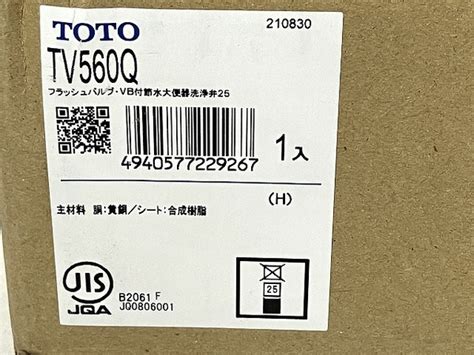 TOTO 210830
TV560Q
フラッシュバルブ・VB付節水大便器洗浄弁25
4940577229267 1入
(H)
主材料 胴:黄銅/シート:合成樹脂
JIS
JQA
B2061 F
JQ0806001
25